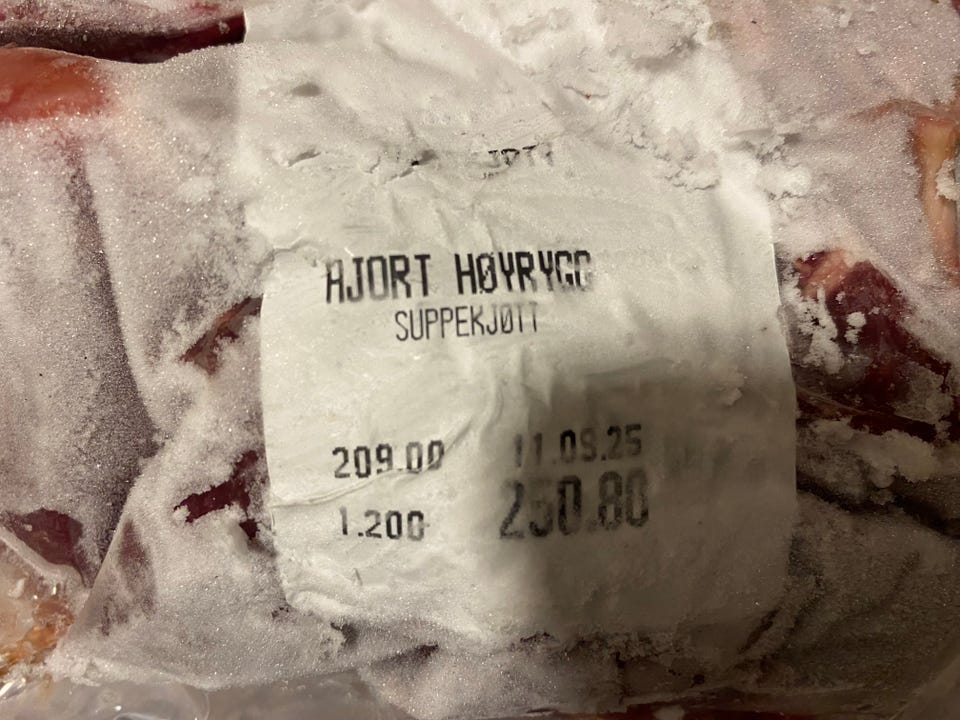 HJORT HØYRYGG
SUPPEKJØTT
209.00 11.09.25
1.200 250.80